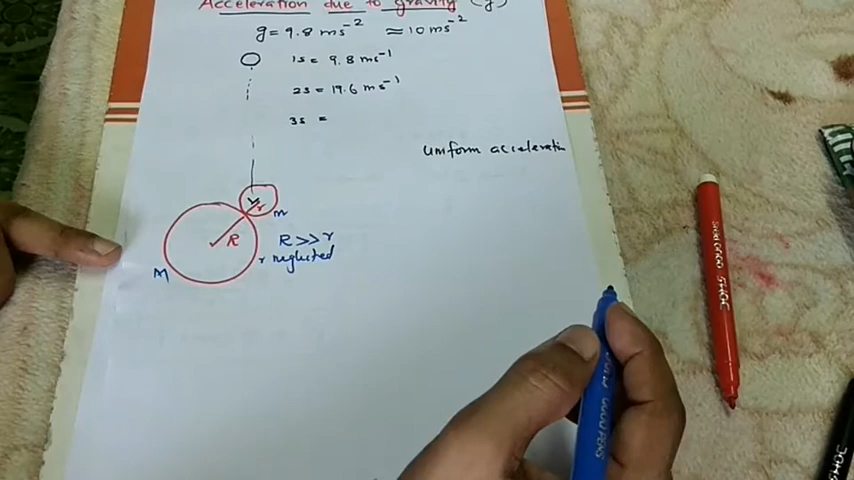 Acceleration due to gravity (g)
g = 9.8 ms⁻² ≈ 10 ms⁻²
1s = 9.8 ms⁻¹
2s = 19.6 ms⁻¹
3s =
uniform acceleratin
r
m
R
R >> r
r neglected
M